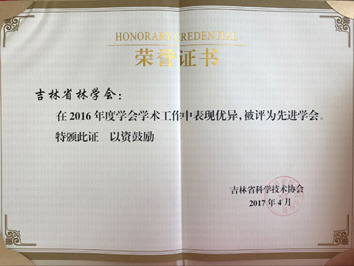 HONORARY CREDENTIAL
荣誉证书
吉林省林学会：
在2016年度学会学术工作中表现优异，被评为先进学会。
特颁此证 以资鼓励
吉林省科学技术协会
2017年4月